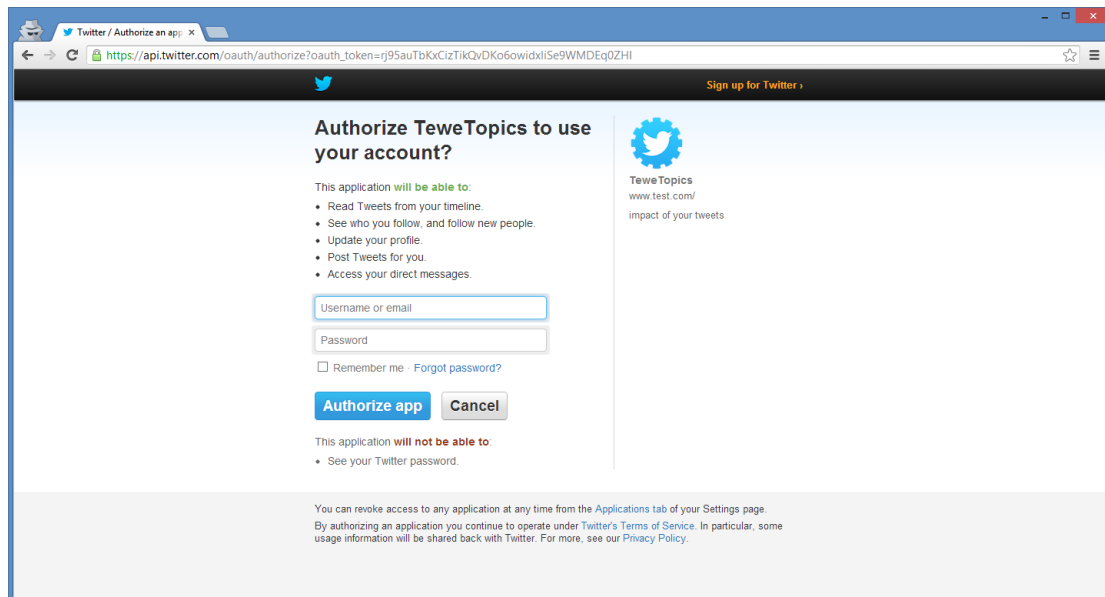 Twitter / Authorize an app
https://api.twitter.com/oauth/authorize?oauth_token=rj95auTbKxCizTikQvDKo6owidxIiSe9WMDEq0ZHI
Sign up for Twitter ›
Authorize TeweTopics to use
your account?
This application will be able to:
• Read Tweets from your timeline.
• See who you follow, and follow new people.
• Update your profile.
• Post Tweets for you.
• Access your direct messages.
Username or email
Password
Remember me · Forgot password?
Authorize app
Cancel
This application will not be able to:
• See your Twitter password.
TeweTopics
www.test.com/
impact of your tweets
You can revoke access to any application at any time from the Applications tab of your Settings page.
By authorizing an application you continue to operate under Twitter's Terms of Service. In particular, some
usage information will be shared back with Twitter. For more, see our Privacy Policy.